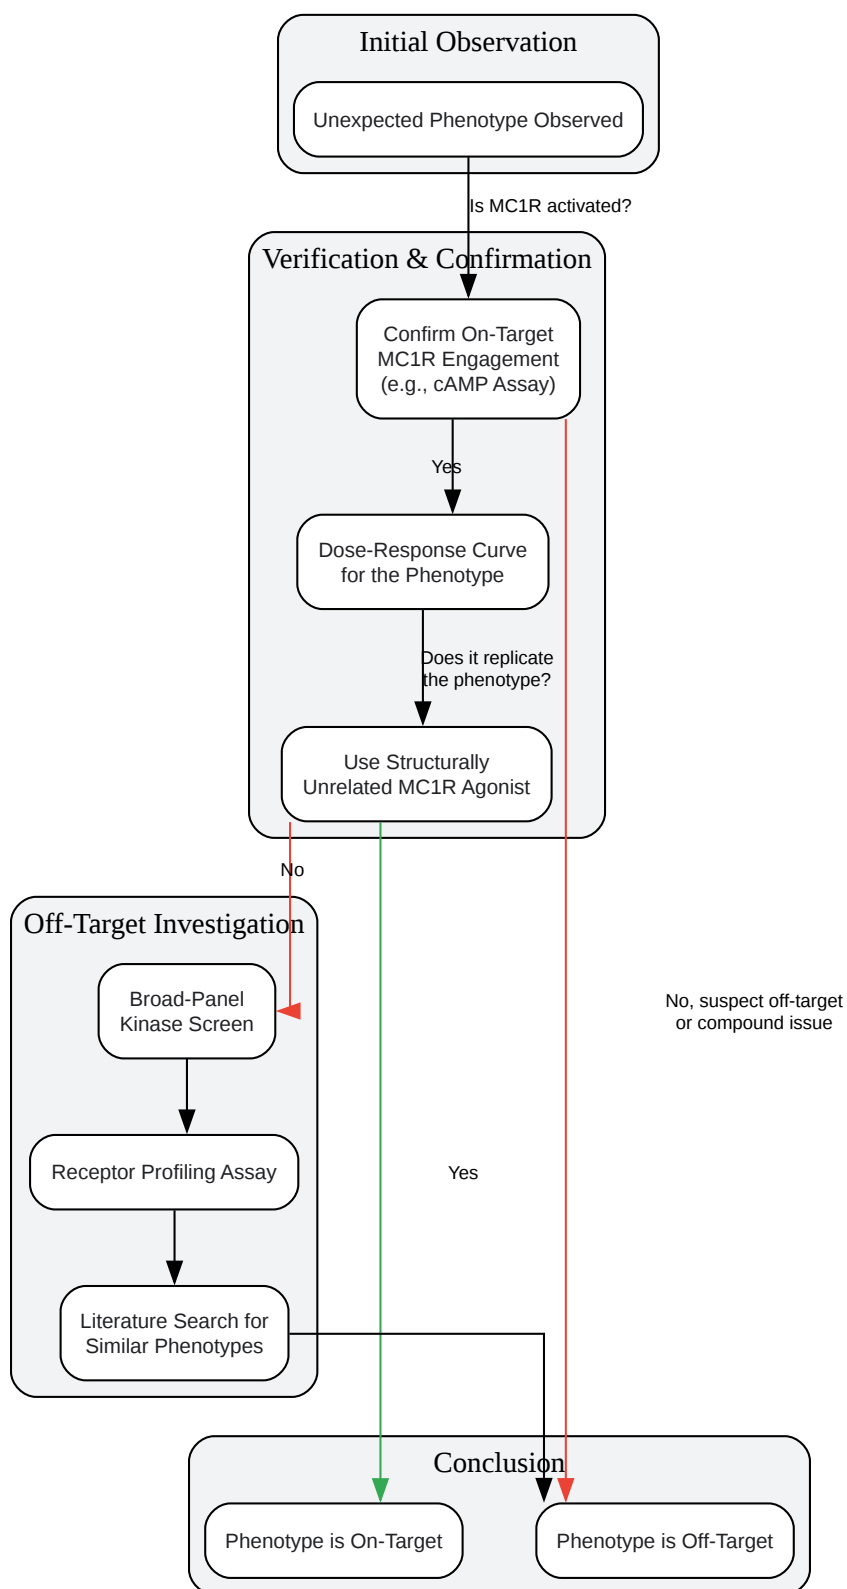 Initial Observation
Unexpected Phenotype Observed
Is MC1R activated?
Verification & Confirmation
Confirm On-Target
MC1R Engagement
(e.g., cAMP Assay)
Yes
Dose-Response Curve
for the Phenotype
Does it replicate
the phenotype?
Use Structurally
Unrelated MC1R Agonist
No
Off-Target Investigation
Broad-Panel
Kinase Screen
No, suspect off-target
or compound issue
Receptor Profiling Assay
Yes
Literature Search for
Similar Phenotypes
Conclusion
Phenotype is On-Target
Phenotype is Off-Target